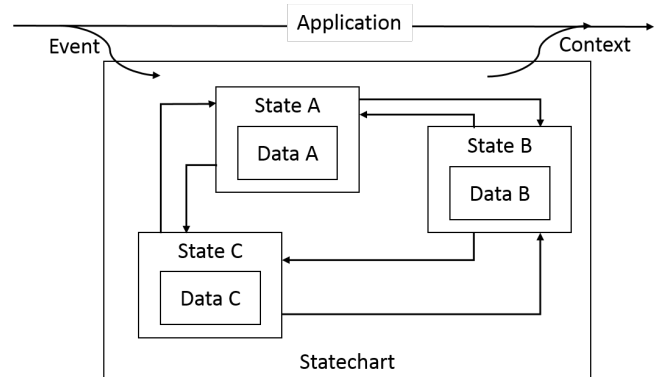 Application
Event
Context
State A
Data A
State B
Data B
State C
Data C
Statechart